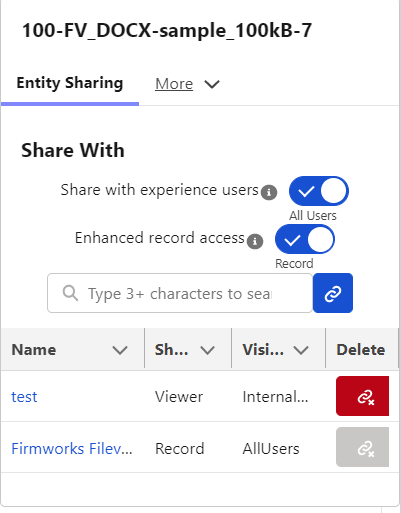 100-FV_DOCX-sample_100kB-7
Entity Sharing More
Share With
Share with experience users
All Users
Enhanced record access
Record
Type 3+ characters to sea
Name Sh... Visi... Delete
test Viewer Internal...
Firmworks Filev... Record AllUsers